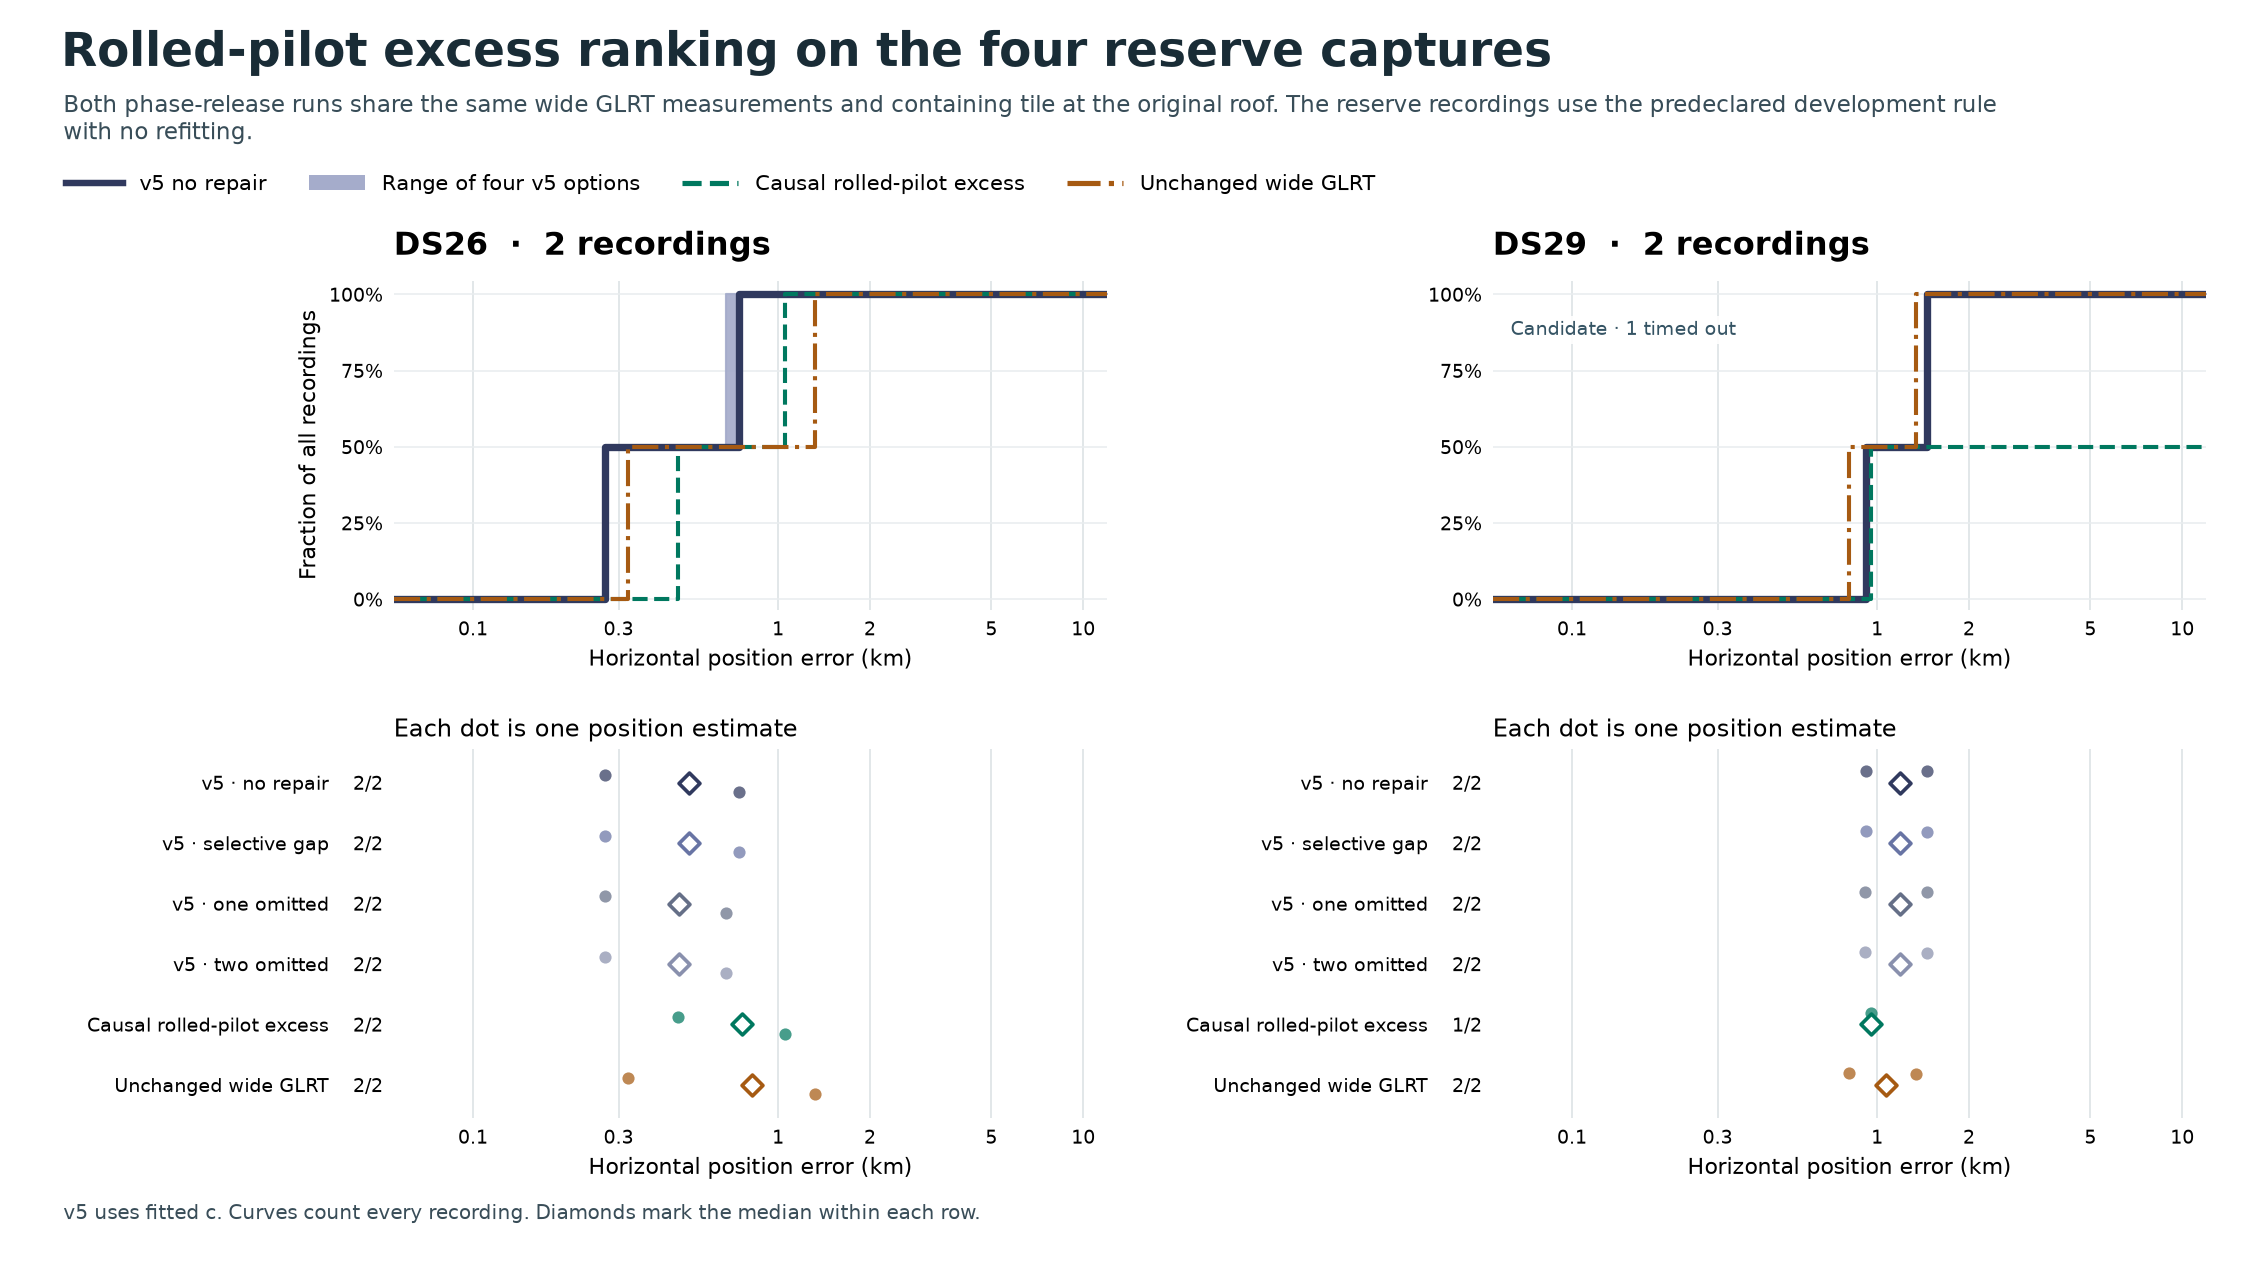 Rolled-pilot excess ranking on the four reserve captures
Both phase-release runs share the same wide GLRT measurements and containing tile at the original roof. The reserve recordings use the predeclared development rule
with no refitting.
v5 no repair
Range of four v5 options
Causal rolled-pilot excess
Unchanged wide GLRT
DS26 · 2 recordings
Fraction of all recordings
100%
75%
50%
25%
0%
0.1 0.3 1 2 5 10
Horizontal position error (km)
DS29 · 2 recordings
Candidate · 1 timed out
100%
75%
50%
25%
0%
0.1 0.3 1 2 5 10
Horizontal position error (km)
Each dot is one position estimate
v5 · no repair 2/2
v5 · selective gap 2/2
v5 · one omitted 2/2
v5 · two omitted 2/2
Causal rolled-pilot excess 2/2
Unchanged wide GLRT 2/2
0.1 0.3 1 2 5 10
Horizontal position error (km)
Each dot is one position estimate
v5 · no repair 2/2
v5 · selective gap 2/2
v5 · one omitted 2/2
v5 · two omitted 2/2
Causal rolled-pilot excess 1/2
Unchanged wide GLRT 2/2
0.1 0.3 1 2 5 10
Horizontal position error (km)
v5 uses fitted c. Curves count every recording. Diamonds mark the median within each row.